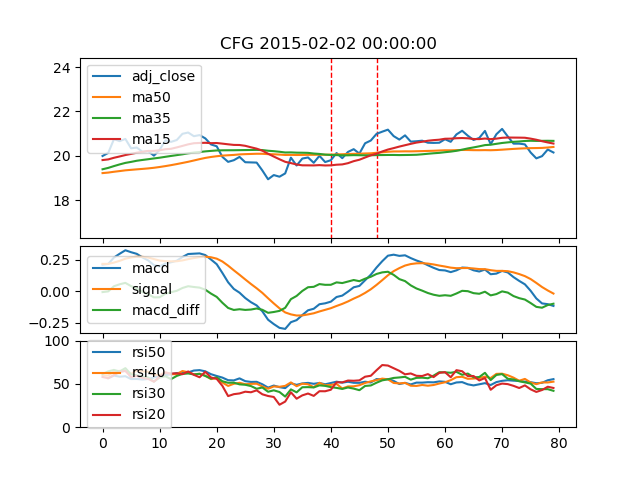 CFG 2015-02-02 00:00:00
24
22
20
18
adj_close
ma50
ma35
ma15
0.25
0.00
−0.25
macd
signal
macd_diff
100
50
0
rsi50
rsi40
rsi30
rsi20
0 10 20 30 40 50 60 70 80